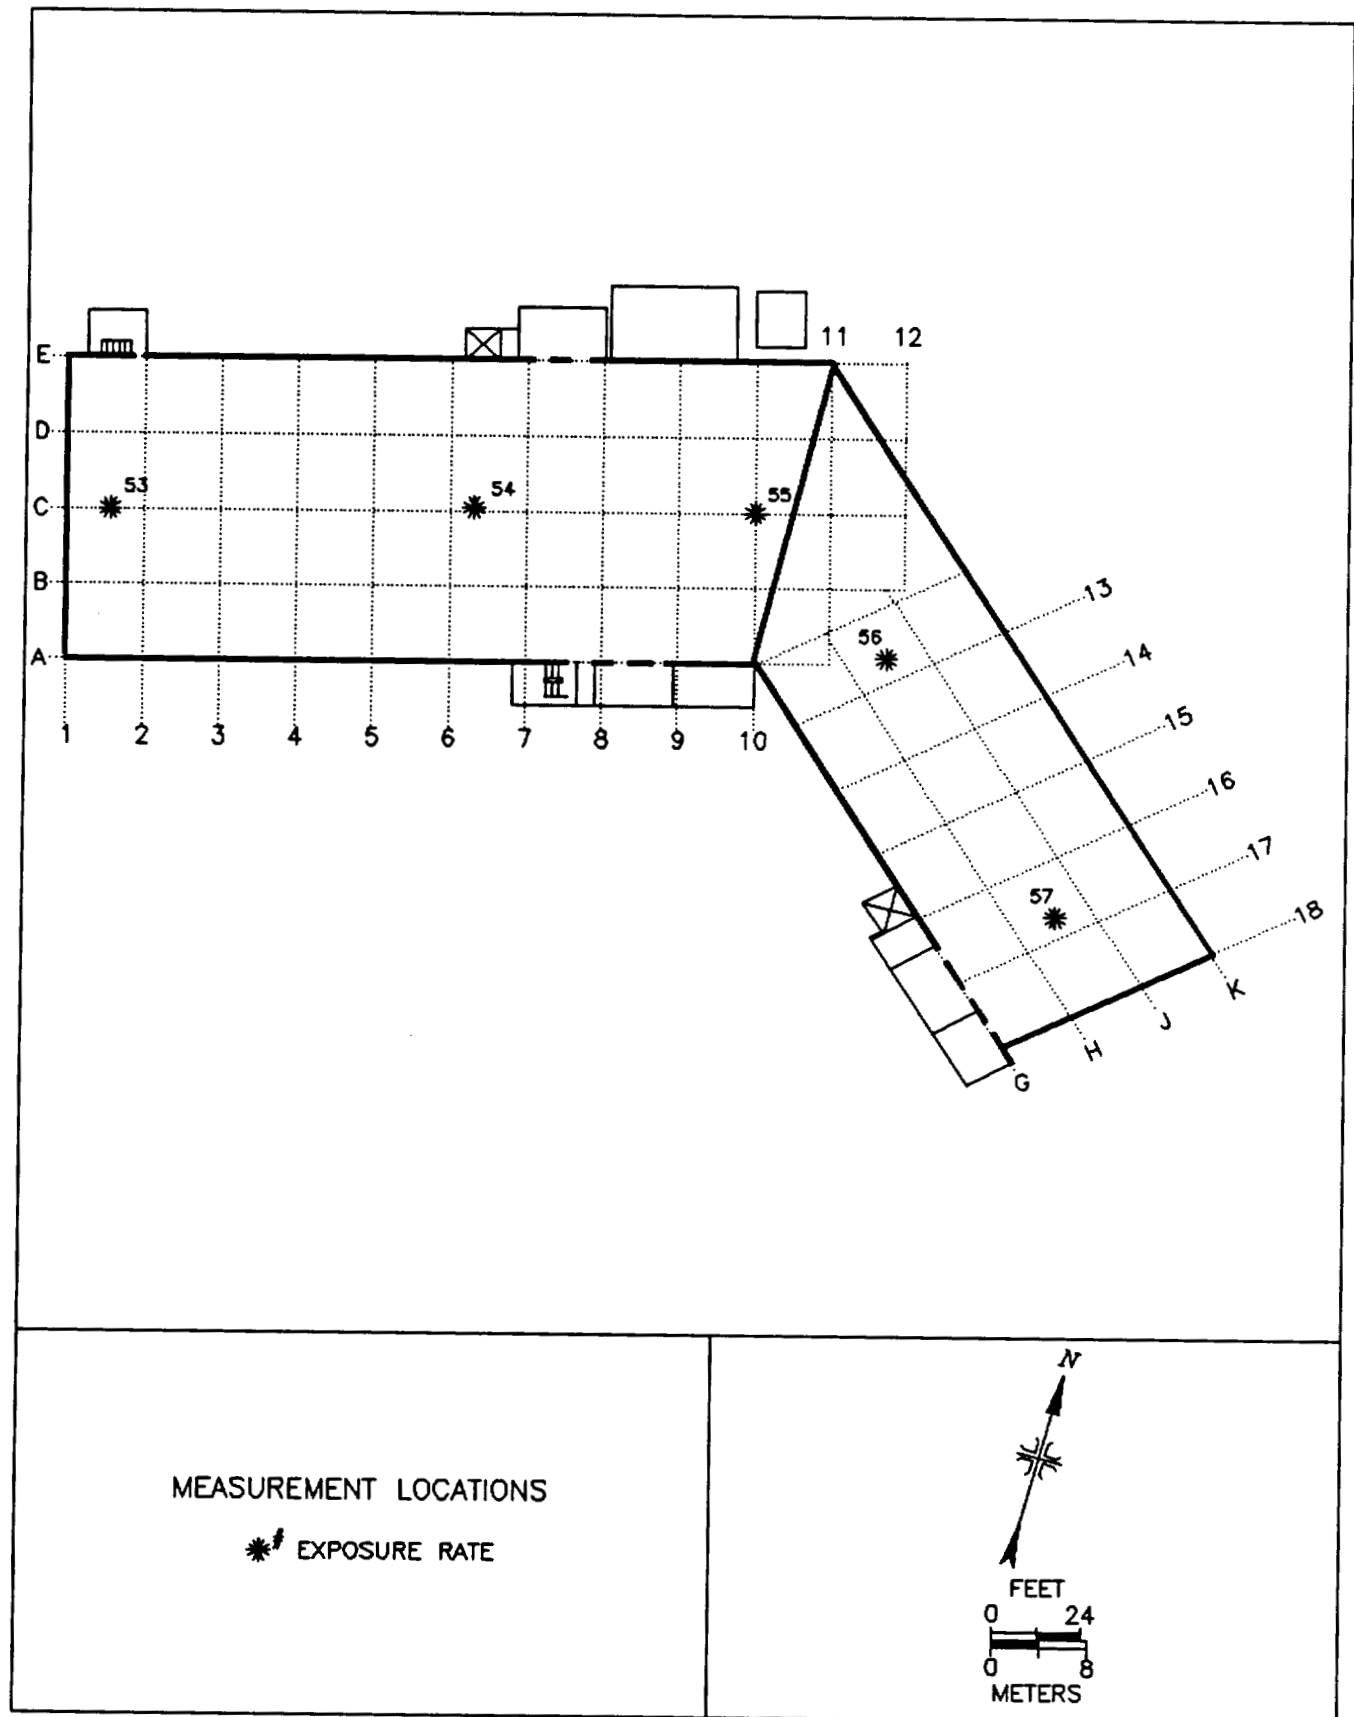 11 12
E
D
53
54
55
C
B
13
56
A
14
15
1 2 3 4 5 6 7 8 9 10
16
17
57
18
K
J
H
G
N
MEASUREMENT LOCATIONS
# EXPOSURE RATE
FEET
0 24
0 8
METERS